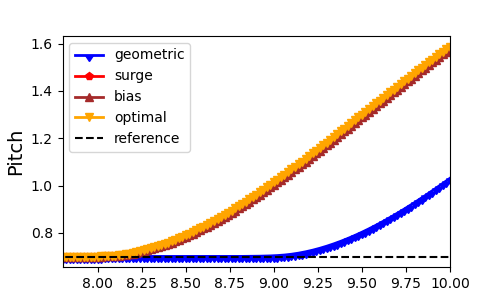 1.6
1.4
1.2
1.0
0.8
Pitch
geometric
surge
bias
optimal
reference
8.00 8.25 8.50 8.75 9.00 9.25 9.50 9.75 10.00